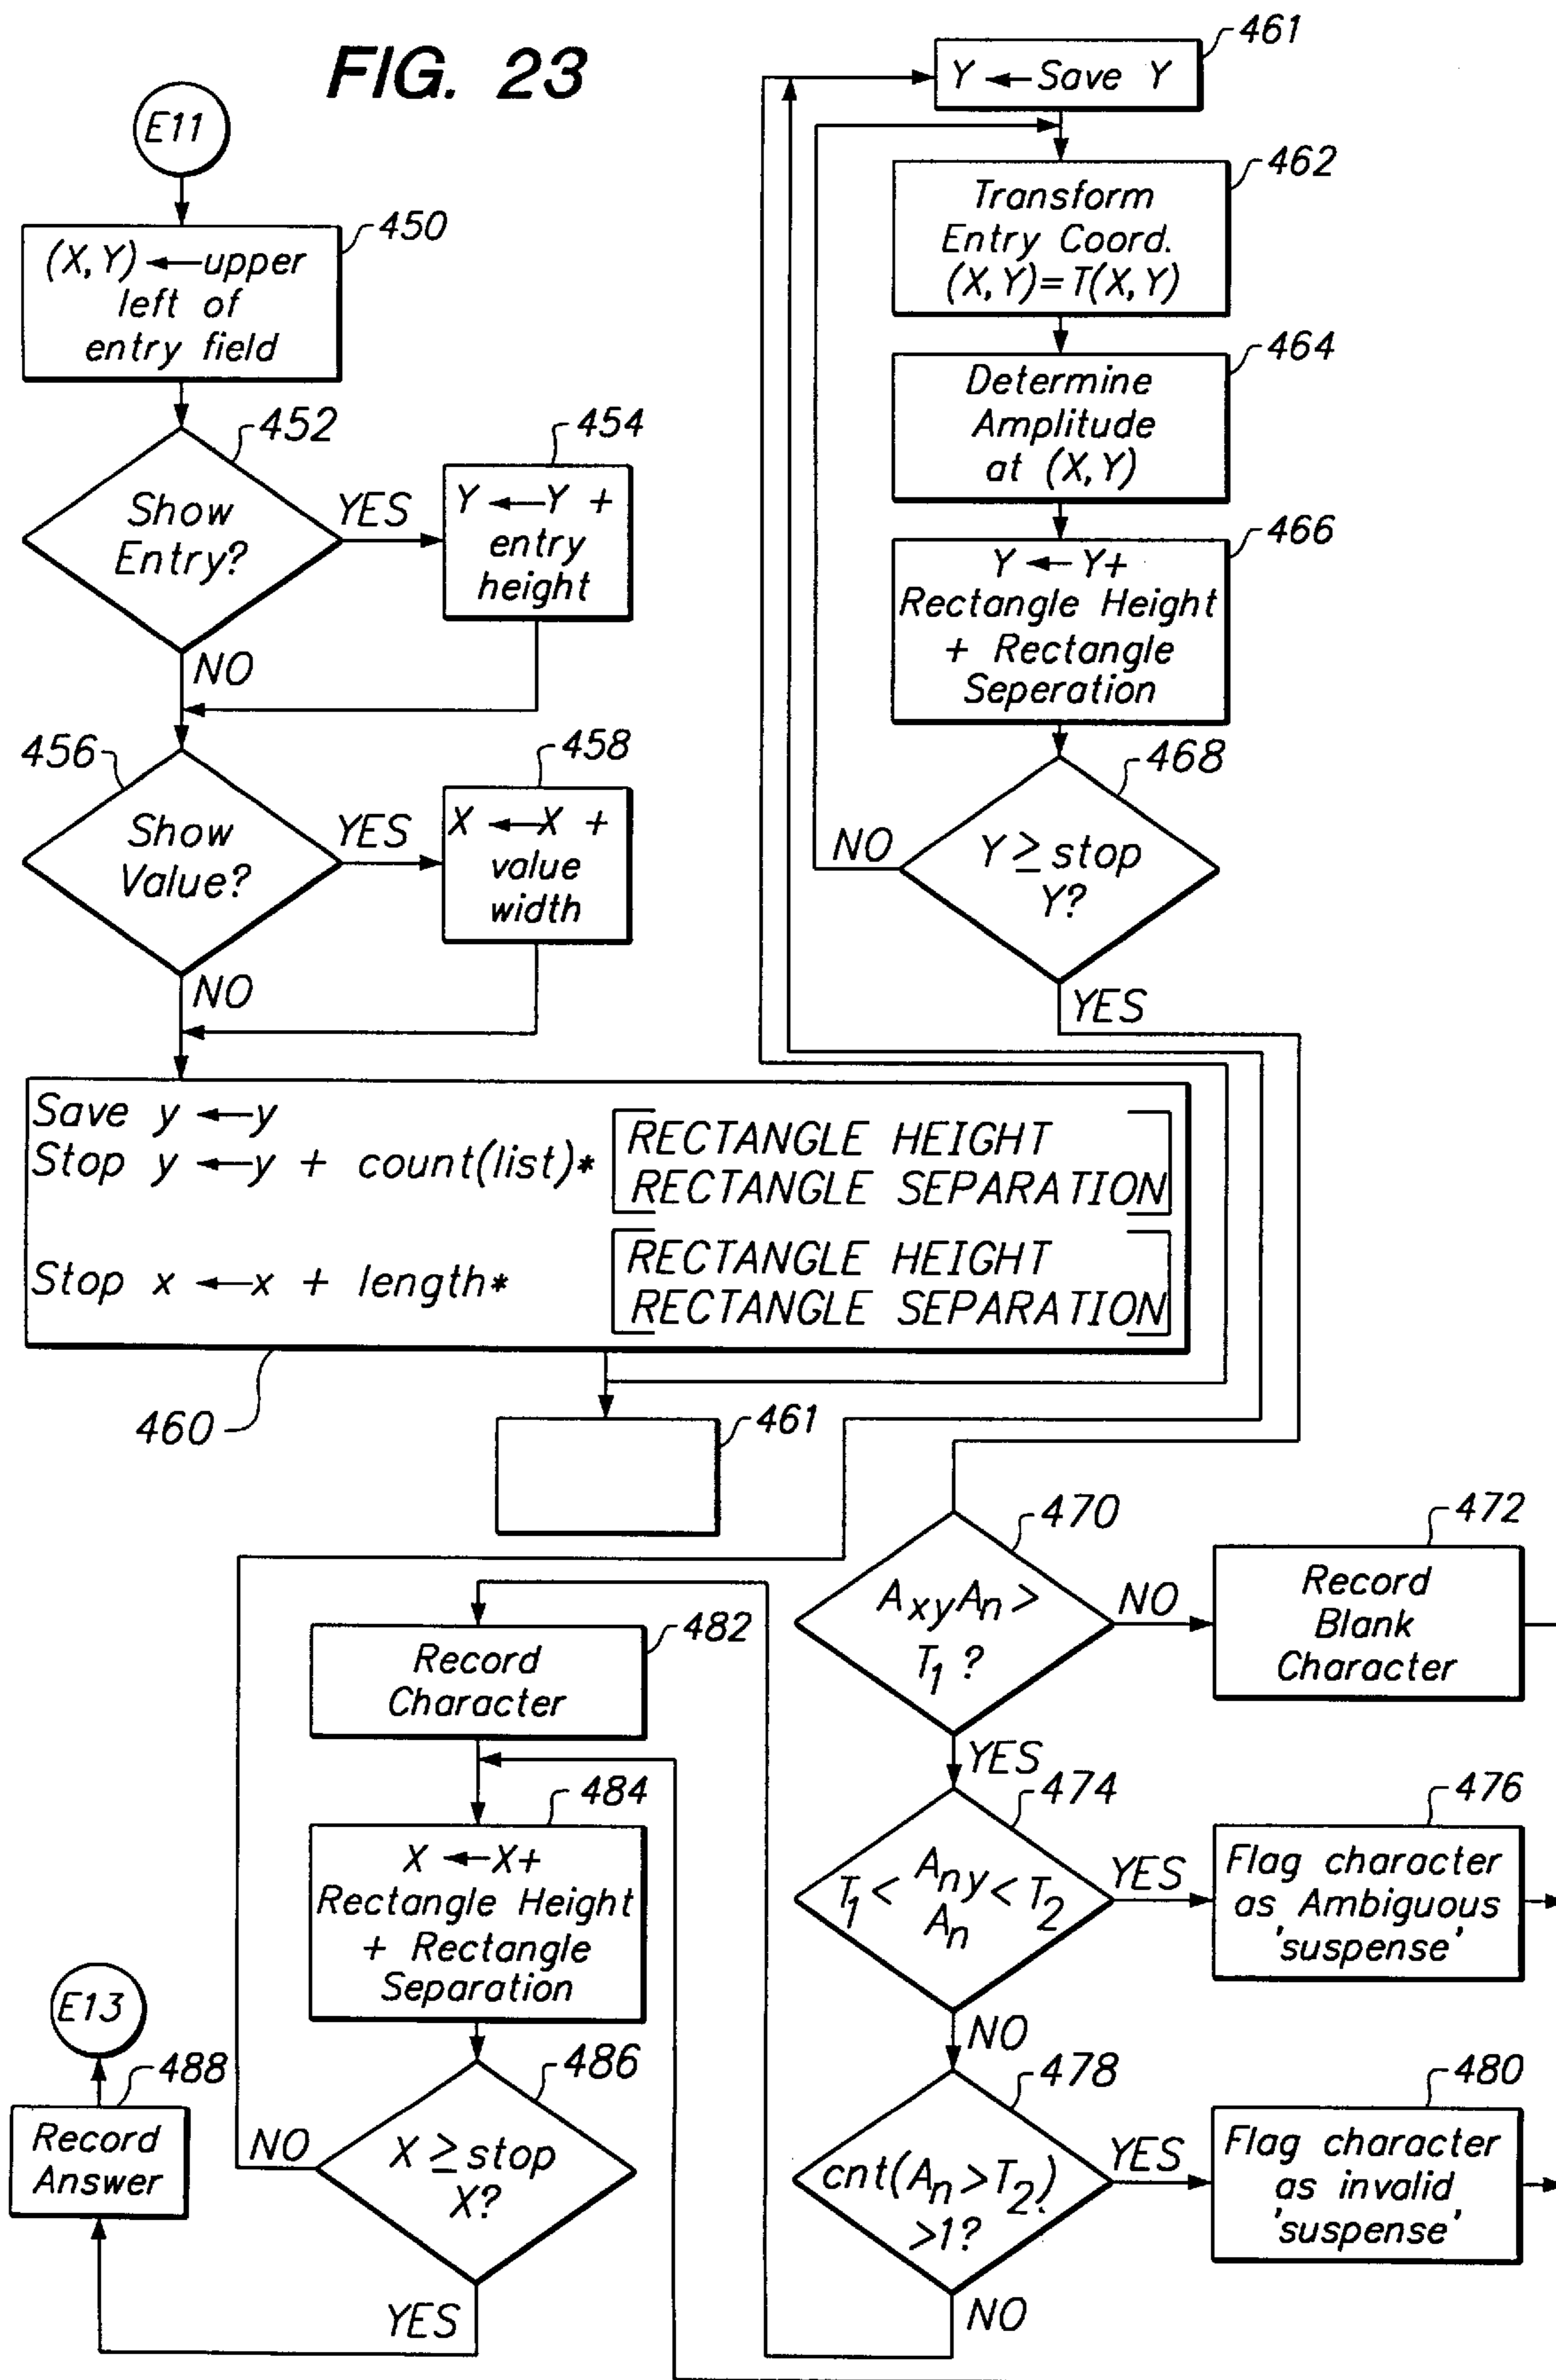 FIG. 23
E11
450
(X,Y) ← upper
left of
entry field
452
Show
Entry?
YES
NO
454
Y ← Y +
entry
height
456
Show
Value?
YES
NO
458
X ← X +
value
width
Save y ← y
Stop y ← y + count(list)* [RECTANGLE HEIGHT
RECTANGLE SEPARATION]
Stop x ← x + length* [RECTANGLE HEIGHT
RECTANGLE SEPARATION]
460
461
461
Y ← Save Y
462
Transform
Entry Coord.
(X,Y)=T(X,Y)
464
Determine
Amplitude
at (X,Y)
466
Y ← Y+
Rectangle Height
+ Rectangle
Seperation
468
Y ≥ stop
Y?
NO
YES
470
AxyAn >
T1 ?
NO
YES
472
Record
Blank
Character
474
T1 < Any < T2
An
YES
NO
476
Flag character
as Ambiguous
'suspense'
478
cnt(An >T2)
>1?
YES
NO
480
Flag character
as invalid
'suspense'
482
Record
Character
484
X ← X+
Rectangle Height
+ Rectangle
Separation
486
X ≥ stop
X?
NO
YES
488
Record
Answer
E13